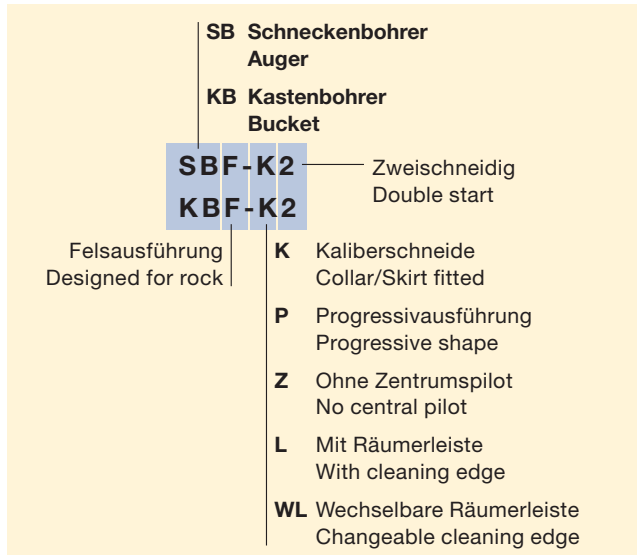 SB Schneckenbohrer
Auger
KB Kastenbohrer
Bucket
SBF-K2
KBF-K2
Zweischneidig
Double start
Felsausführung
Designed for rock
K Kaliberschneide
Collar/Skirt fitted
P Progressivausführung
Progressive shape
Z Ohne Zentrumspilot
No central pilot
L Mit Räumerleiste
With cleaning edge
WL Wechselbare Räumerleiste
Changeable cleaning edge